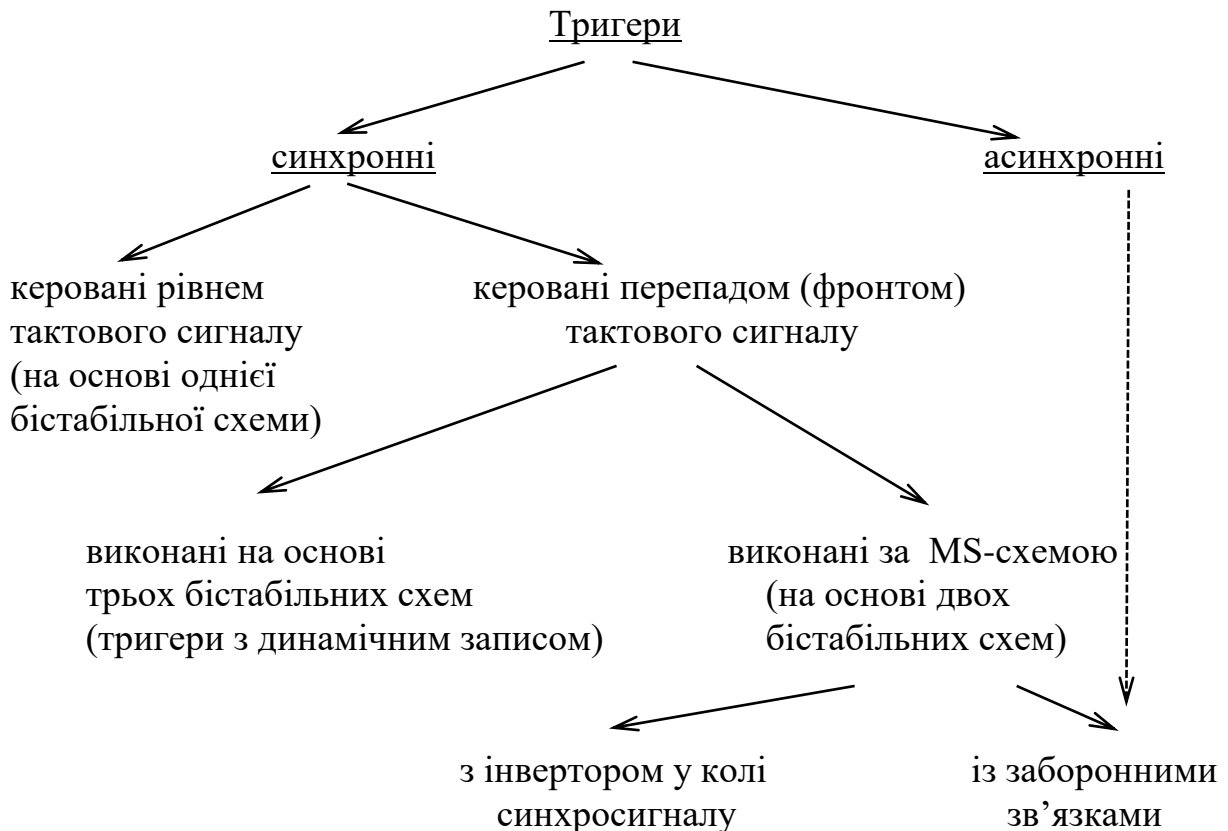 Тригери
синхронні
асинхронні
керовані рівнем
тактового сигналу
(на основі однієї
бістабільної схеми)
керовані перепадом (фронтом)
тактового сигналу
виконані на основі
трьох бістабільних схем
(тригери з динамічним записом)
виконані за MS-схемою
(на основі двох
бістабільних схем)
з інвертором у колі
синхросигналу
із заборонними
зв’язками